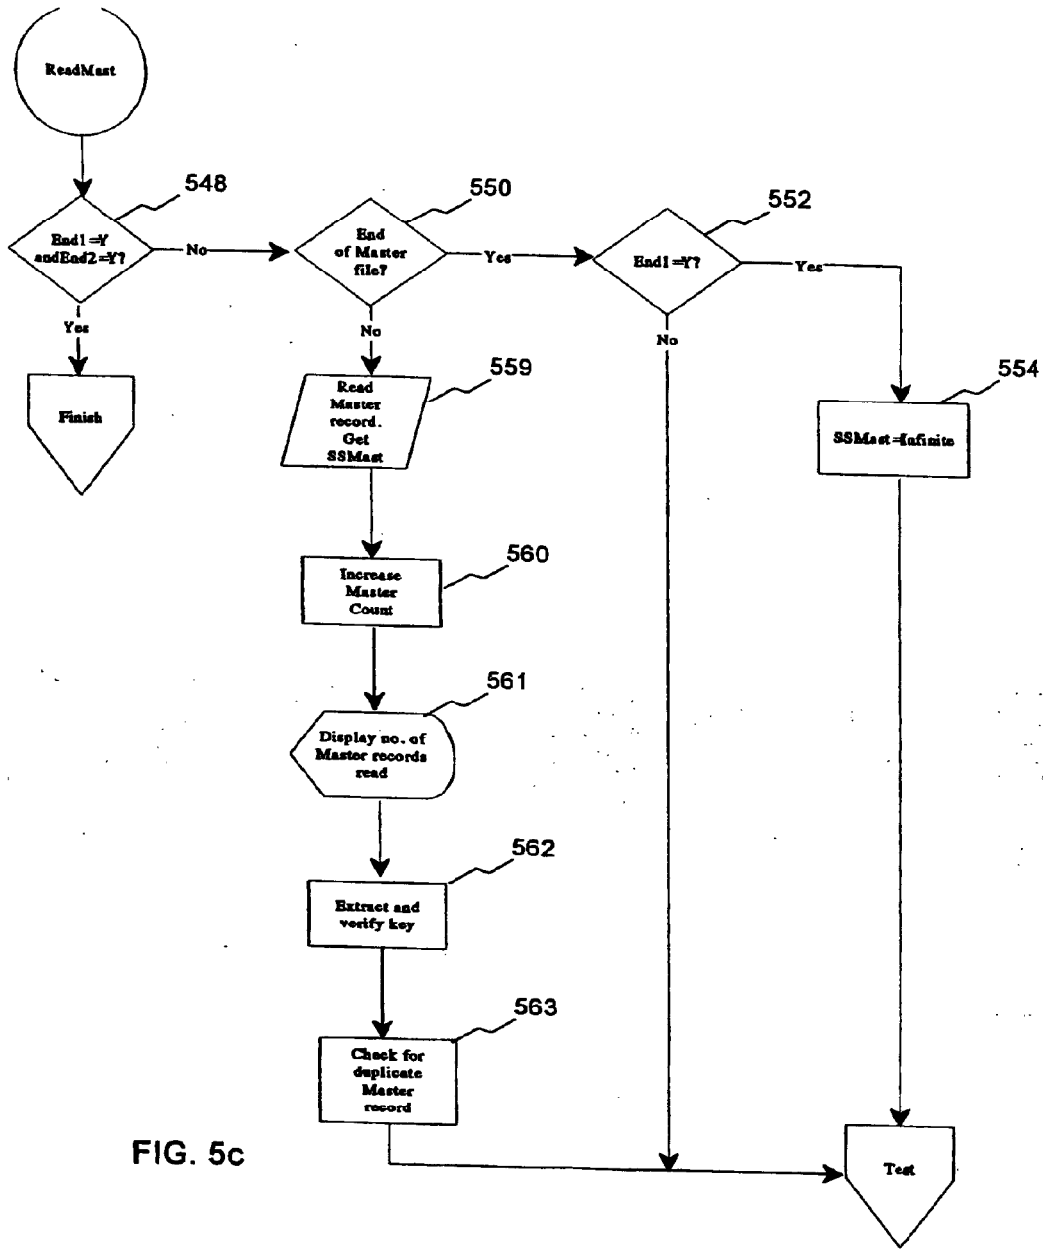 ReadMast
548
End1=Y
andEnd2=Y?
No
Yes
Finish
550
End
of Master
file?
Yes
No
552
End1=Y?
Yes
No
554
SSMast=Infinite
559
Read
Master
record.
Get
SSMast
560
Increase
Master
Count
561
Display no. of
Master records
read
562
Extract and
verify key
563
Check for
duplicate
Master
record
Test
FIG. 5c